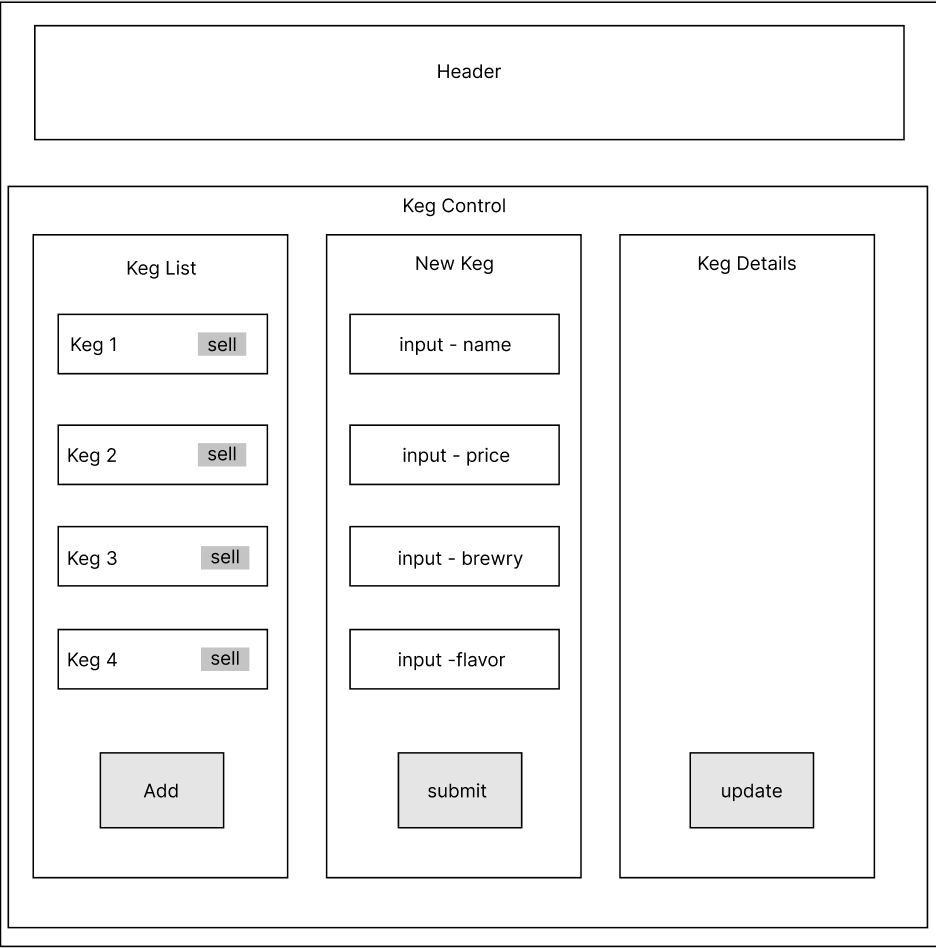 Header
Keg Control
Keg List
Keg 1 sell
Keg 2 sell
Keg 3 sell
Keg 4 sell
Add
New Keg
input - name
input - price
input - brewry
input -flavor
submit
Keg Details
update